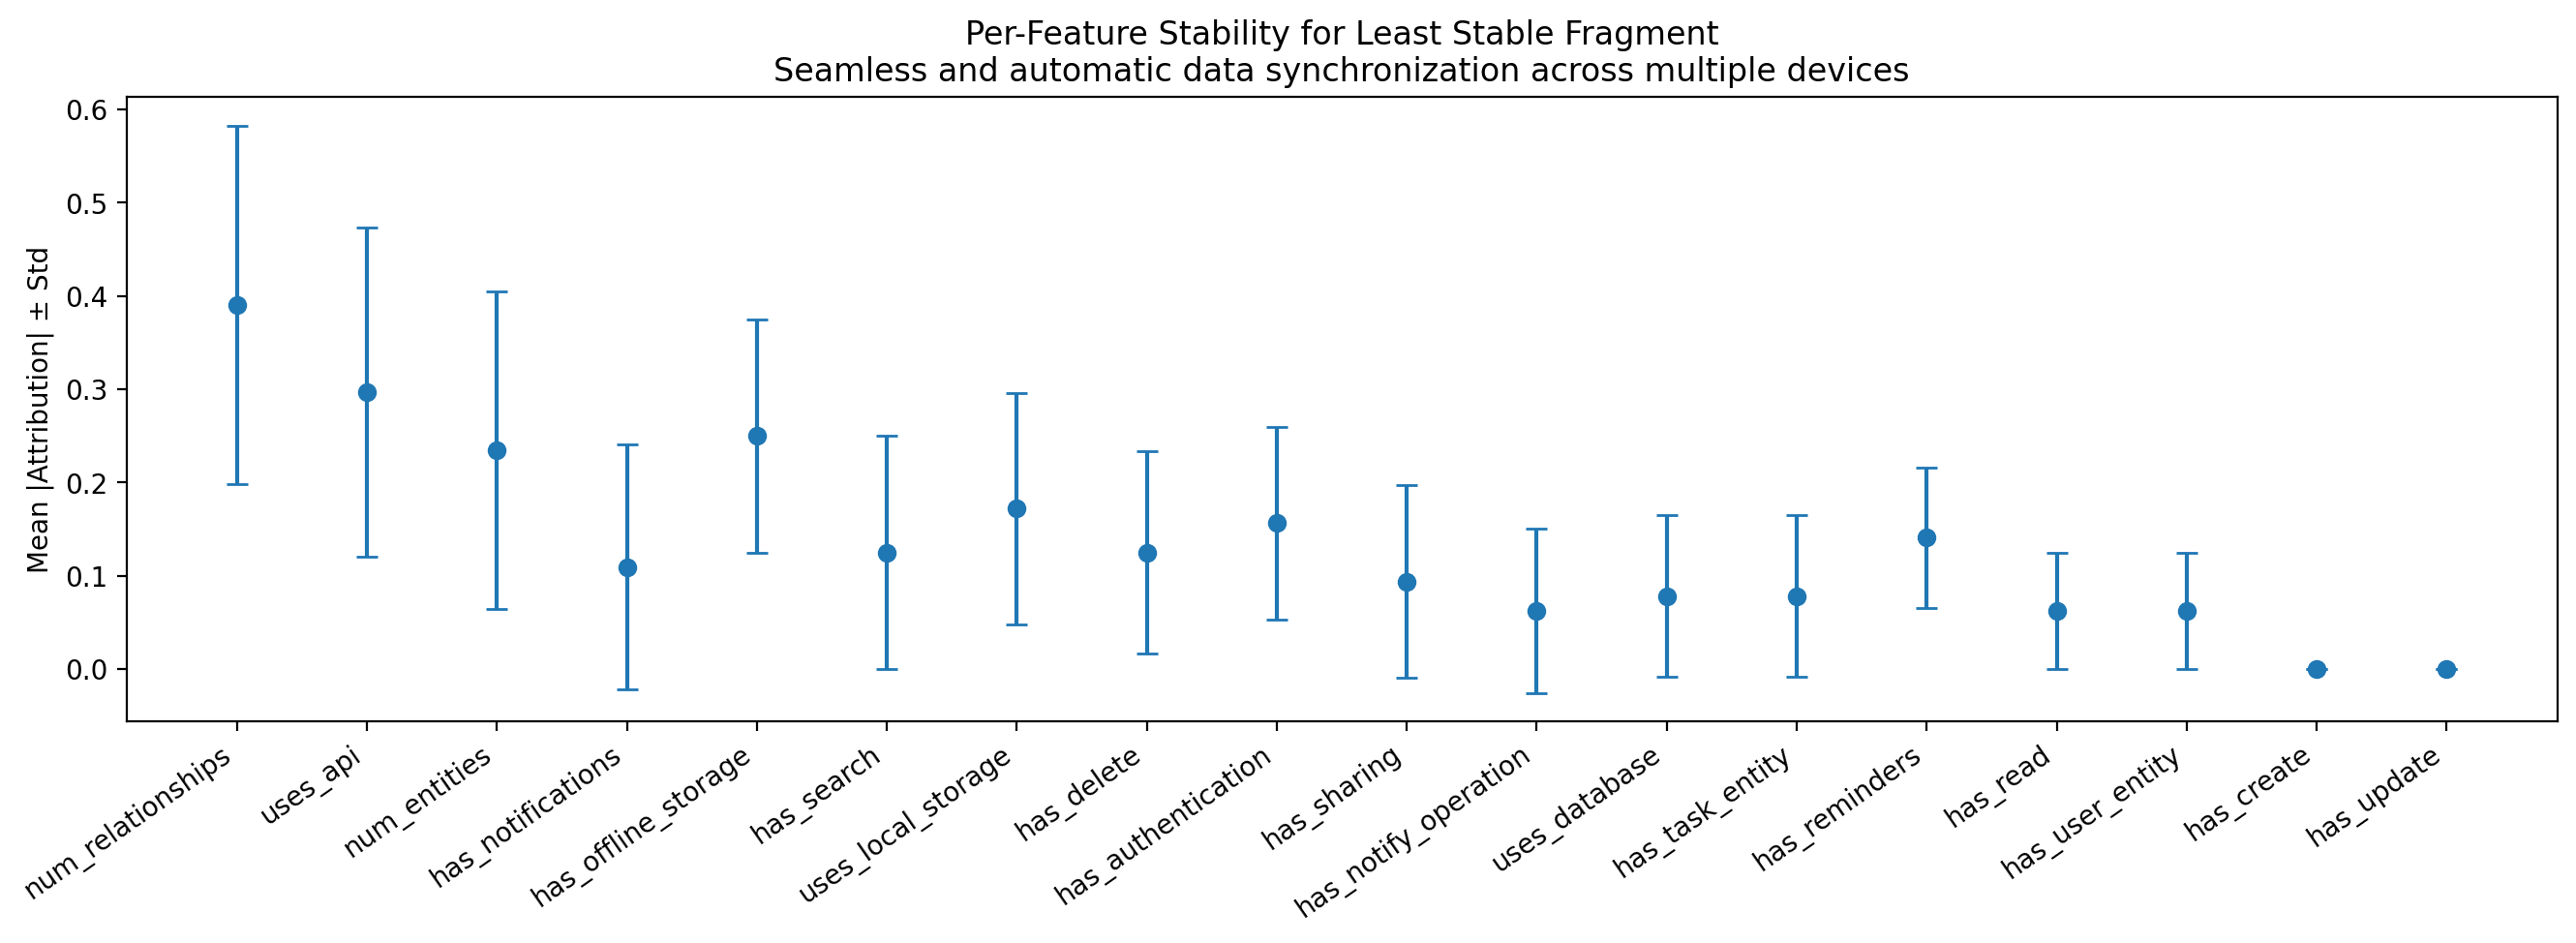 Per-Feature Stability for Least Stable Fragment
Seamless and automatic data synchronization across multiple devices
Mean |Attribution| ± Std
0.6
0.5
0.4
0.3
0.2
0.1
0.0
num_relationships
uses_api
num_entities
has_notifications
has_offline_storage
has_search
uses_local_storage
has_delete
has_authentication
has_sharing
has_notify_operation
uses_database
has_task_entity
has_reminders
has_read
has_user_entity
has_create
has_update